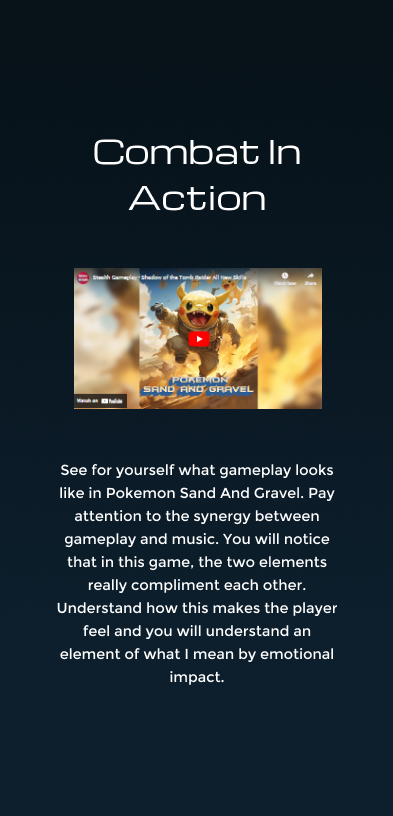 Combat In
Action
Stealth Gameplay - Shadow of the Tomb Raider All New Skills
Watch later
Share
POKEMON
SAND AND GRAVEL
Watch on YouTube
See for yourself what gameplay looks
like in Pokemon Sand And Gravel. Pay
attention to the synergy between
gameplay and music. You will notice
that in this game, the two elements
really compliment each other.
Understand how this makes the player
feel and you will understand an
element of what I mean by emotional
impact.